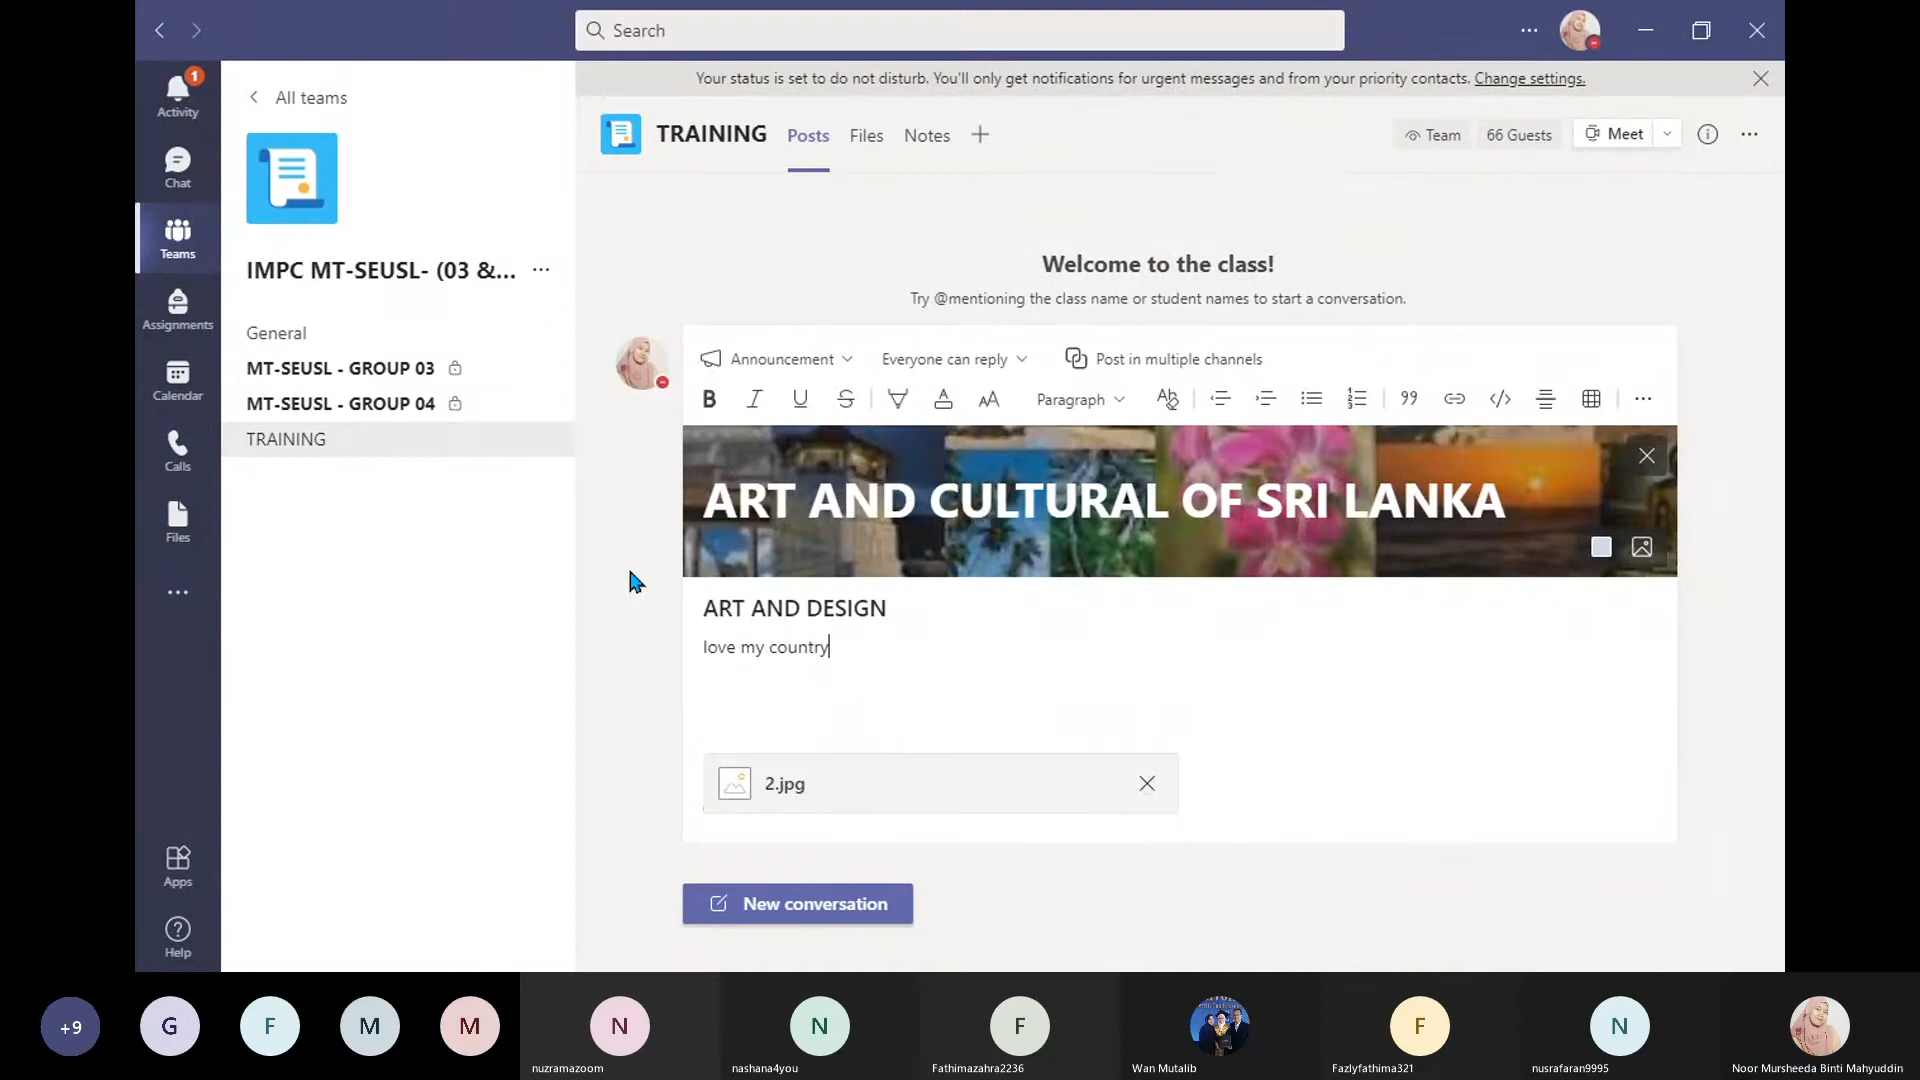 Search
Your status is set to do not disturb. You'll only get notifications for urgent messages and from your priority contacts. Change settings.
1
Activity
Chat
Teams
Assignments
Calendar
Calls
Files
Apps
Help
All teams
IMPC MT-SEUSL- (03 &...
General
MT-SEUSL - GROUP 03
MT-SEUSL - GROUP 04
TRAINING
TRAINING Posts Files Notes
Team 66 Guests Meet
Welcome to the class!
Try @mentioning the class name or student names to start a conversation.
Announcement Everyone can reply Post in multiple channels
B I U S AA Paragraph Ab 99 </>
ART AND CULTURAL OF SRI LANKA
ART AND DESIGN
love my country
2.jpg
New conversation
+9 G F M M N N F F N
nuzramazoom nashana4you Fathimazahra2236 Wan Mutalib Fazlyfathima321 nusrafaran9995 Noor Mursheeda Binti Mahyuddin